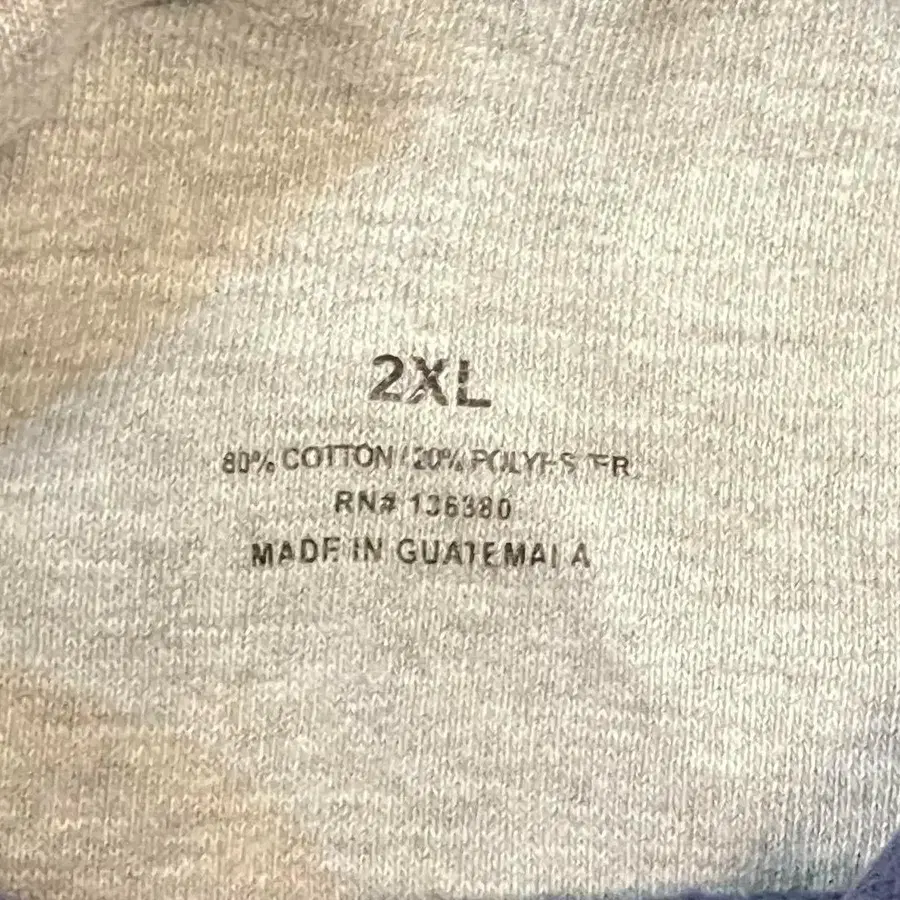 2XL
80% COTTON / 20% POLYESTER
RN# 136380
MADE IN GUATEMALA